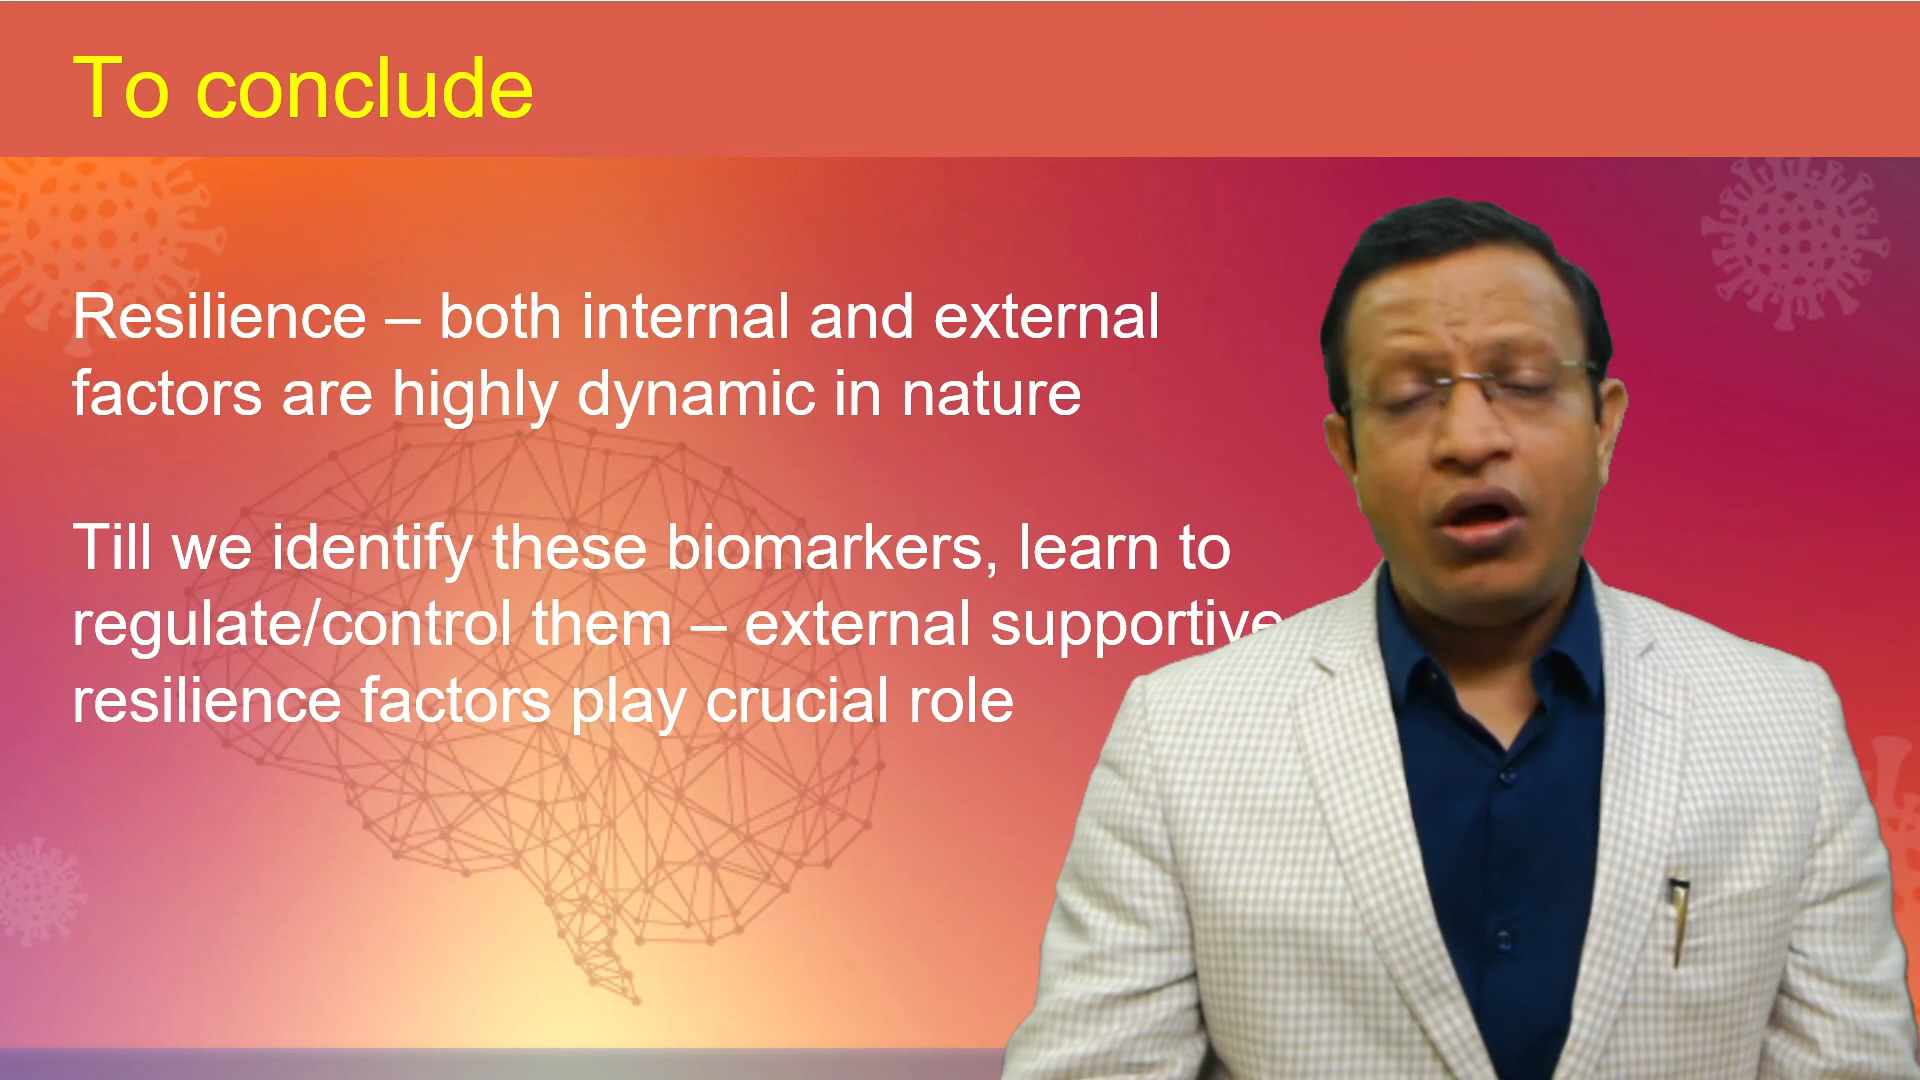 To conclude
Resilience – both internal and external
factors are highly dynamic in nature
Till we identify these biomarkers, learn to
regulate/control them – external supportive
resilience factors play crucial role